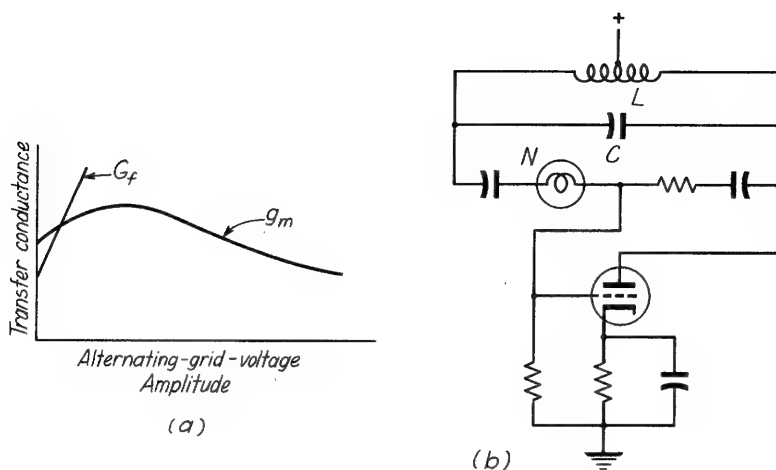 Transfer conductance
G_f
g_m
Alternating-grid-voltage
Amplitude
(a)
+
L
C
N
(b)